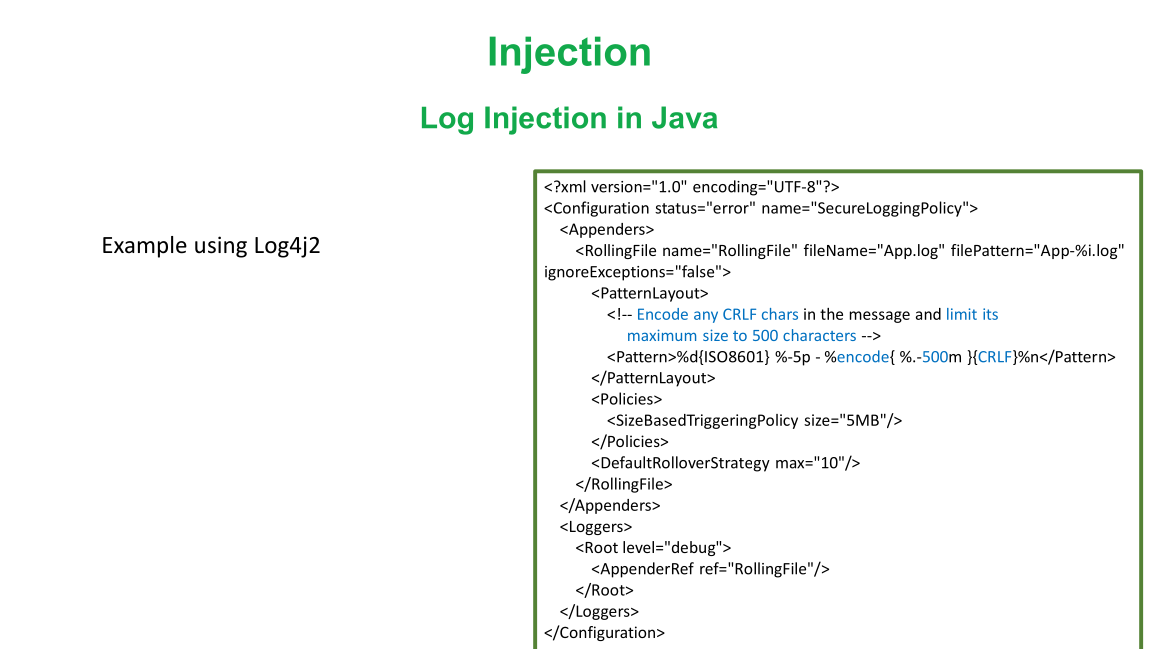 Injection
Log Injection in Java
Example using Log4j2
<?xml version="1.0" encoding="UTF-8"?>
<Configuration status="error" name="SecureLoggingPolicy">
<Appenders>
<RollingFile name="RollingFile" fileName="App.log" filePattern="App-%i.log"
ignoreExceptions="false">
<PatternLayout>
<!-- Encode any CRLF chars in the message and limit its
maximum size to 500 characters -->
<Pattern>%d{ISO8601} %-5p - %encode{ %.-500m }{CRLF}%n</Pattern>
</PatternLayout>
<Policies>
<SizeBasedTriggeringPolicy size="5MB"/>
</Policies>
<DefaultRolloverStrategy max="10"/>
</RollingFile>
</Appenders>
<Loggers>
<Root level="debug">
<AppenderRef ref="RollingFile"/>
</Root>
</Loggers>
</Configuration>